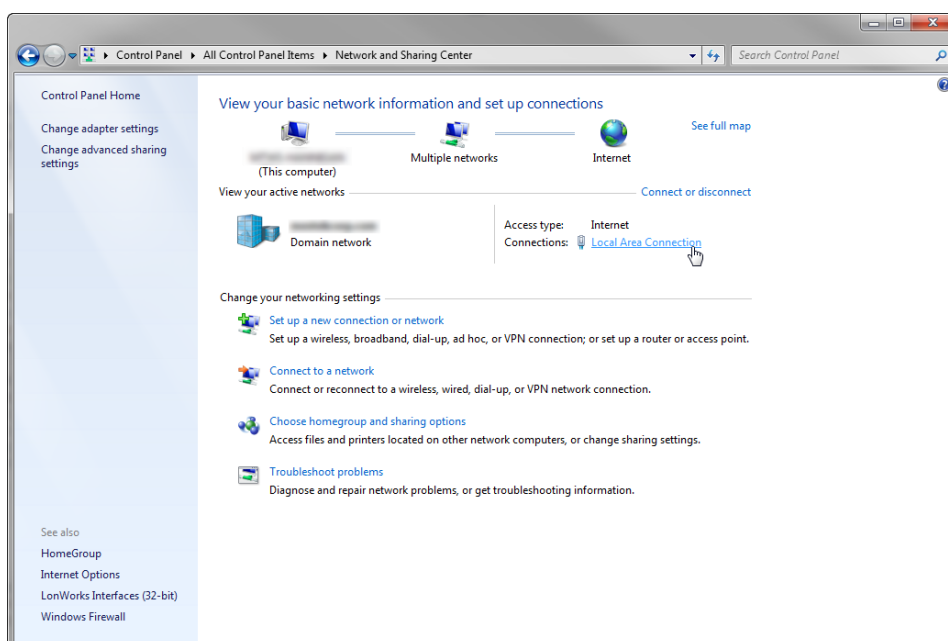 Control Panel ▸ All Control Panel Items ▸ Network and Sharing Center
Search Control Panel
Control Panel Home
Change adapter settings
Change advanced sharing
settings
View your basic network information and set up connections
See full map
(This computer)
Multiple networks
Internet
View your active networks
Connect or disconnect
Domain network
Access type: Internet
Connections: Local Area Connection
Change your networking settings
Set up a new connection or network
Set up a wireless, broadband, dial-up, ad hoc, or VPN connection; or set up a router or access point.
Connect to a network
Connect or reconnect to a wireless, wired, dial-up, or VPN network connection.
Choose homegroup and sharing options
Access files and printers located on other network computers, or change sharing settings.
Troubleshoot problems
Diagnose and repair network problems, or get troubleshooting information.
See also
HomeGroup
Internet Options
LonWorks Interfaces (32-bit)
Windows Firewall